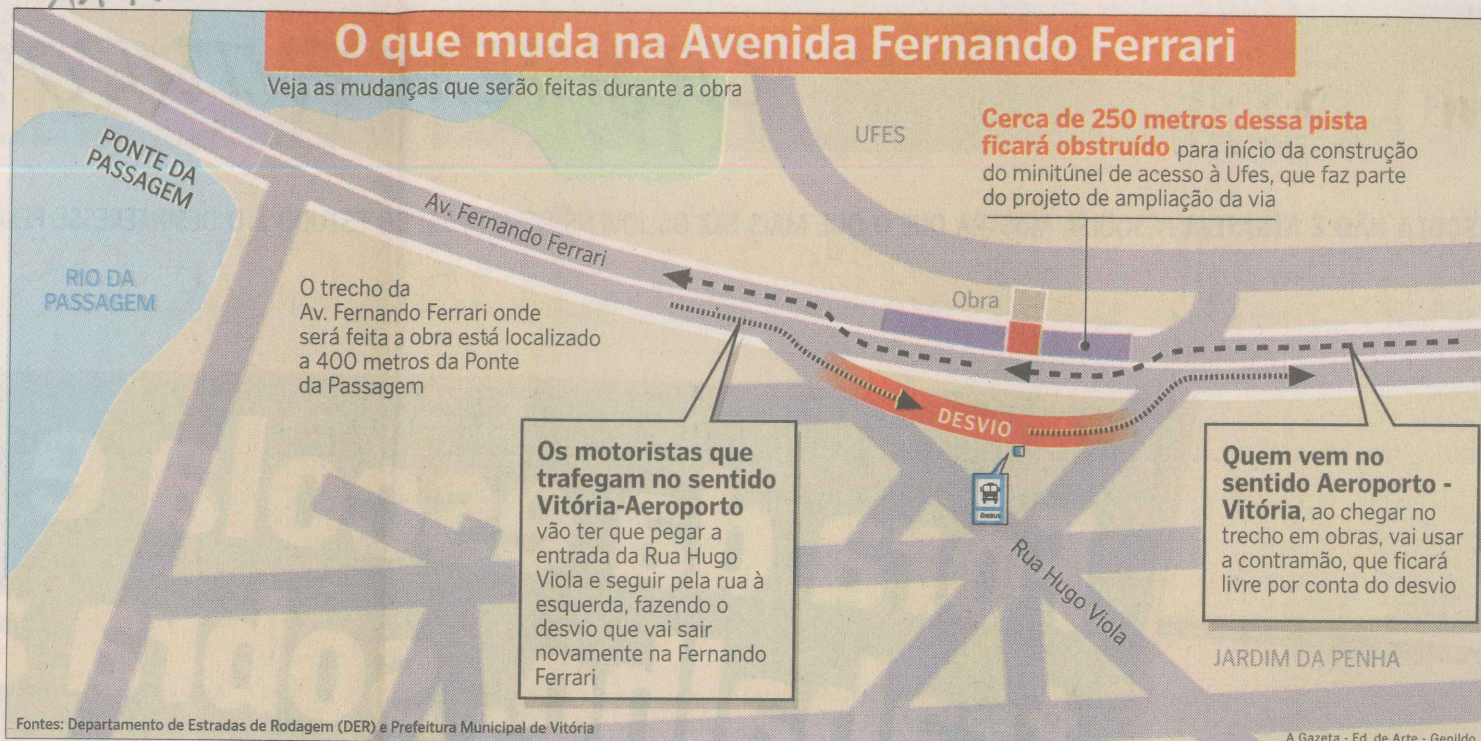 O que muda na Avenida Fernando Ferrari
Veja as mudanças que serão feitas durante a obra
PONTE DA
PASSAGEM
RIO DA
PASSAGEM
Av. Fernando Ferrari
UFES
Cerca de 250 metros dessa pista
ficará obstruído para início da construção
do minitúnel de acesso à Ufes, que faz parte
do projeto de ampliação da via
O trecho da
Av. Fernando Ferrari onde
será feita a obra está localizado
a 400 metros da Ponte
da Passagem
Obra
DESVIO
Os motoristas que
trafegam no sentido
Vitória-Aeroporto
vão ter que pegar a
entrada da Rua Hugo
Viola e seguir pela rua à
esquerda, fazendo o
desvio que vai sair
novamente na Fernando
Ferrari
ÔNIBUS
Rua Hugo Viola
Quem vem no
sentido Aeroporto -
Vitória, ao chegar no
trecho em obras, vai usar
a contramão, que ficará
livre por conta do desvio
JARDIM DA PENHA
Fontes: Departamento de Estradas de Rodagem (DER) e Prefeitura Municipal de Vitória
A Gazeta - Ed. de Arte - Genildo